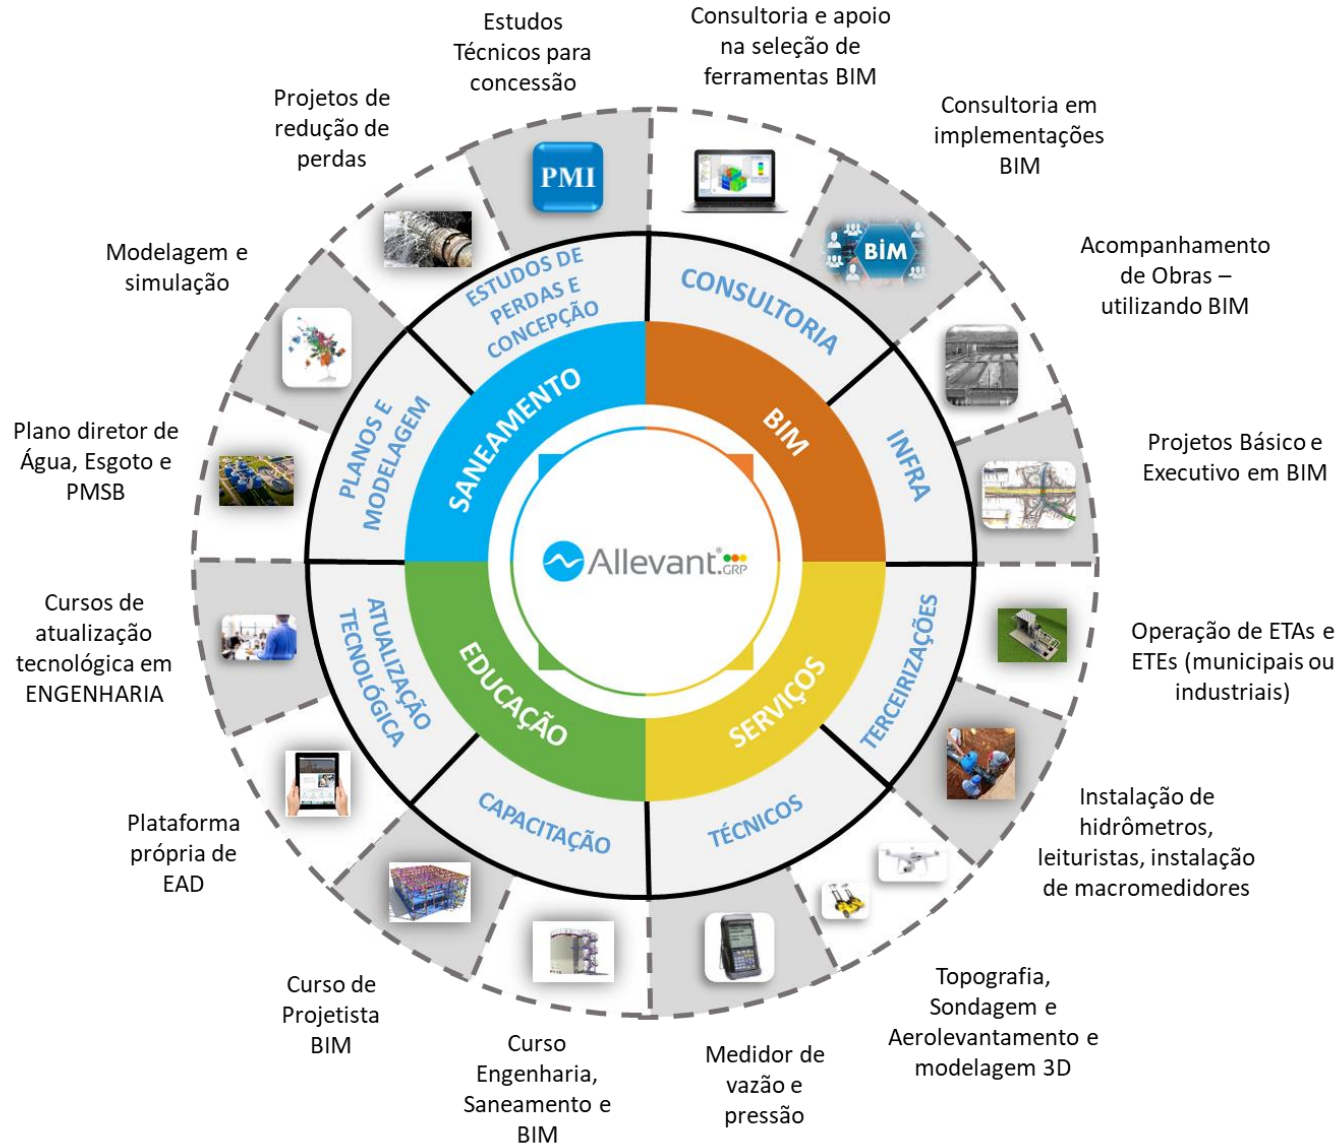 Estudos
Técnicos para
concessão
Consultoria e apoio
na seleção de
ferramentas BIM
Projetos de
redução de
perdas
Consultoria em
implementações
BIM
Modelagem e
simulação
Acompanhamento
de Obras –
utilizando BIM
Plano diretor de
Água, Esgoto e
PMSB
Projetos Básico e
Executivo em BIM
Cursos de
atualização
tecnológica em
ENGENHARIA
Operação de ETAs e
ETEs (municipais ou
industriais)
Plataforma
própria de
EAD
Instalação de
hidrômetros,
leituristas, instalação
de macromedidores
Curso de
Projetista
BIM
Topografia,
Sondagem e
Aerolevantamento e
modelagem 3D
Curso
Engenharia,
Saneamento e
BIM
Medidor de
vazão e
pressão
PMI
BIM
ESTUDOS DE
PERDAS E
CONCEPÇÃO
CONSULTORIA
PLANOS E
MODELAGEM
INFRA
ATUALIZAÇÃO
TECNOLÓGICA
TERCEIRIZAÇÕES
CAPACITAÇÃO
TÉCNICOS
SANEAMENTO
BIM
EDUCAÇÃO
SERVIÇOS
Allevant.® GRP